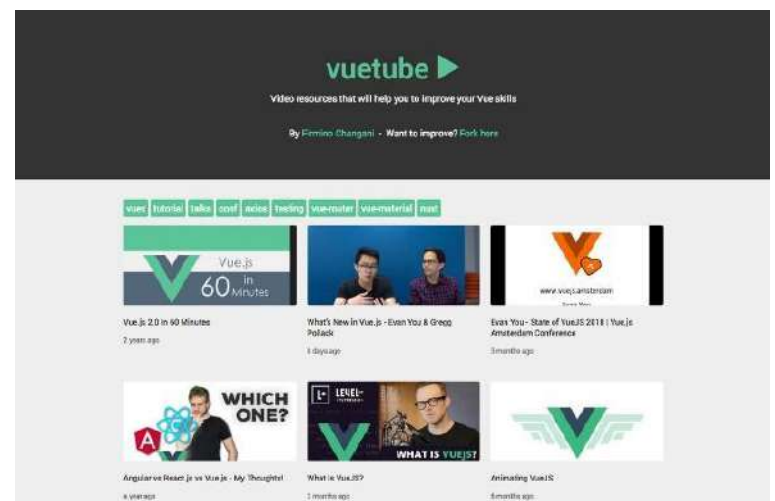 vuetube
Video resources that will help you to improve your Vue skills
By Firmino Changani - Want to improve? Fork here
vuex tutorial talks conf axios testing vue-router vue-material nuxt
Vue.js
60 in
Minutes
www.vuejs.amsterdam
Evan You
Vue.js 2.0 in 60 Minutes
2 years ago
What's New in Vue.js - Evan You & Gregg
Pollack
days ago
Evan You - State of VueJS 2018 | Vue.js
Amsterdam Conference
months ago
WHICH
ONE?
A
L
LEVEL
WHAT IS VUEJS?
Angular vs React.js vs Vue.js - My Thoughts!
a year ago
What is VueJS?
months ago
Animating VueJS
months ago